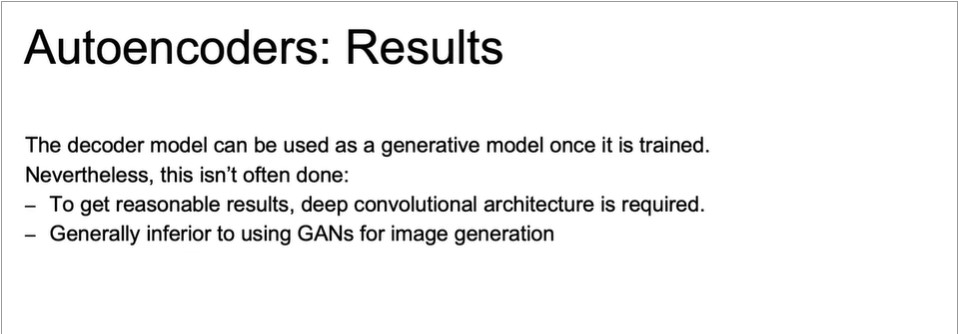 Autoencoders: Results
The decoder model can be used as a generative model once it is trained.
Nevertheless, this isn’t often done:
– To get reasonable results, deep convolutional architecture is required.
– Generally inferior to using GANs for image generation